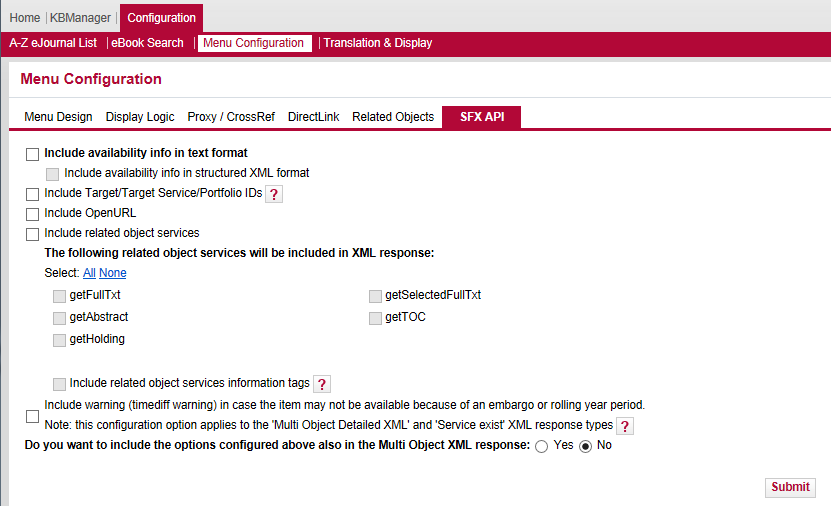 Home KBManager Configuration
A-Z eJournal List eBook Search Menu Configuration Translation & Display
Menu Configuration
Menu Design Display Logic Proxy / CrossRef DirectLink Related Objects SFX API
Include availability info in text format
Include availability info in structured XML format
Include Target/Target Service/Portfolio IDs ?
Include OpenURL
Include related object services
The following related object services will be included in XML response:
Select: All None
getFullTxt getSelectedFullTxt
getAbstract getTOC
getHolding
Include related object services information tags ?
Include warning (timediff warning) in case the item may not be available because of an embargo or rolling year period.
Note: this configuration option applies to the 'Multi Object Detailed XML' and 'Service exist' XML response types ?
Do you want to include the options configured above also in the Multi Object XML response: Yes No
Submit